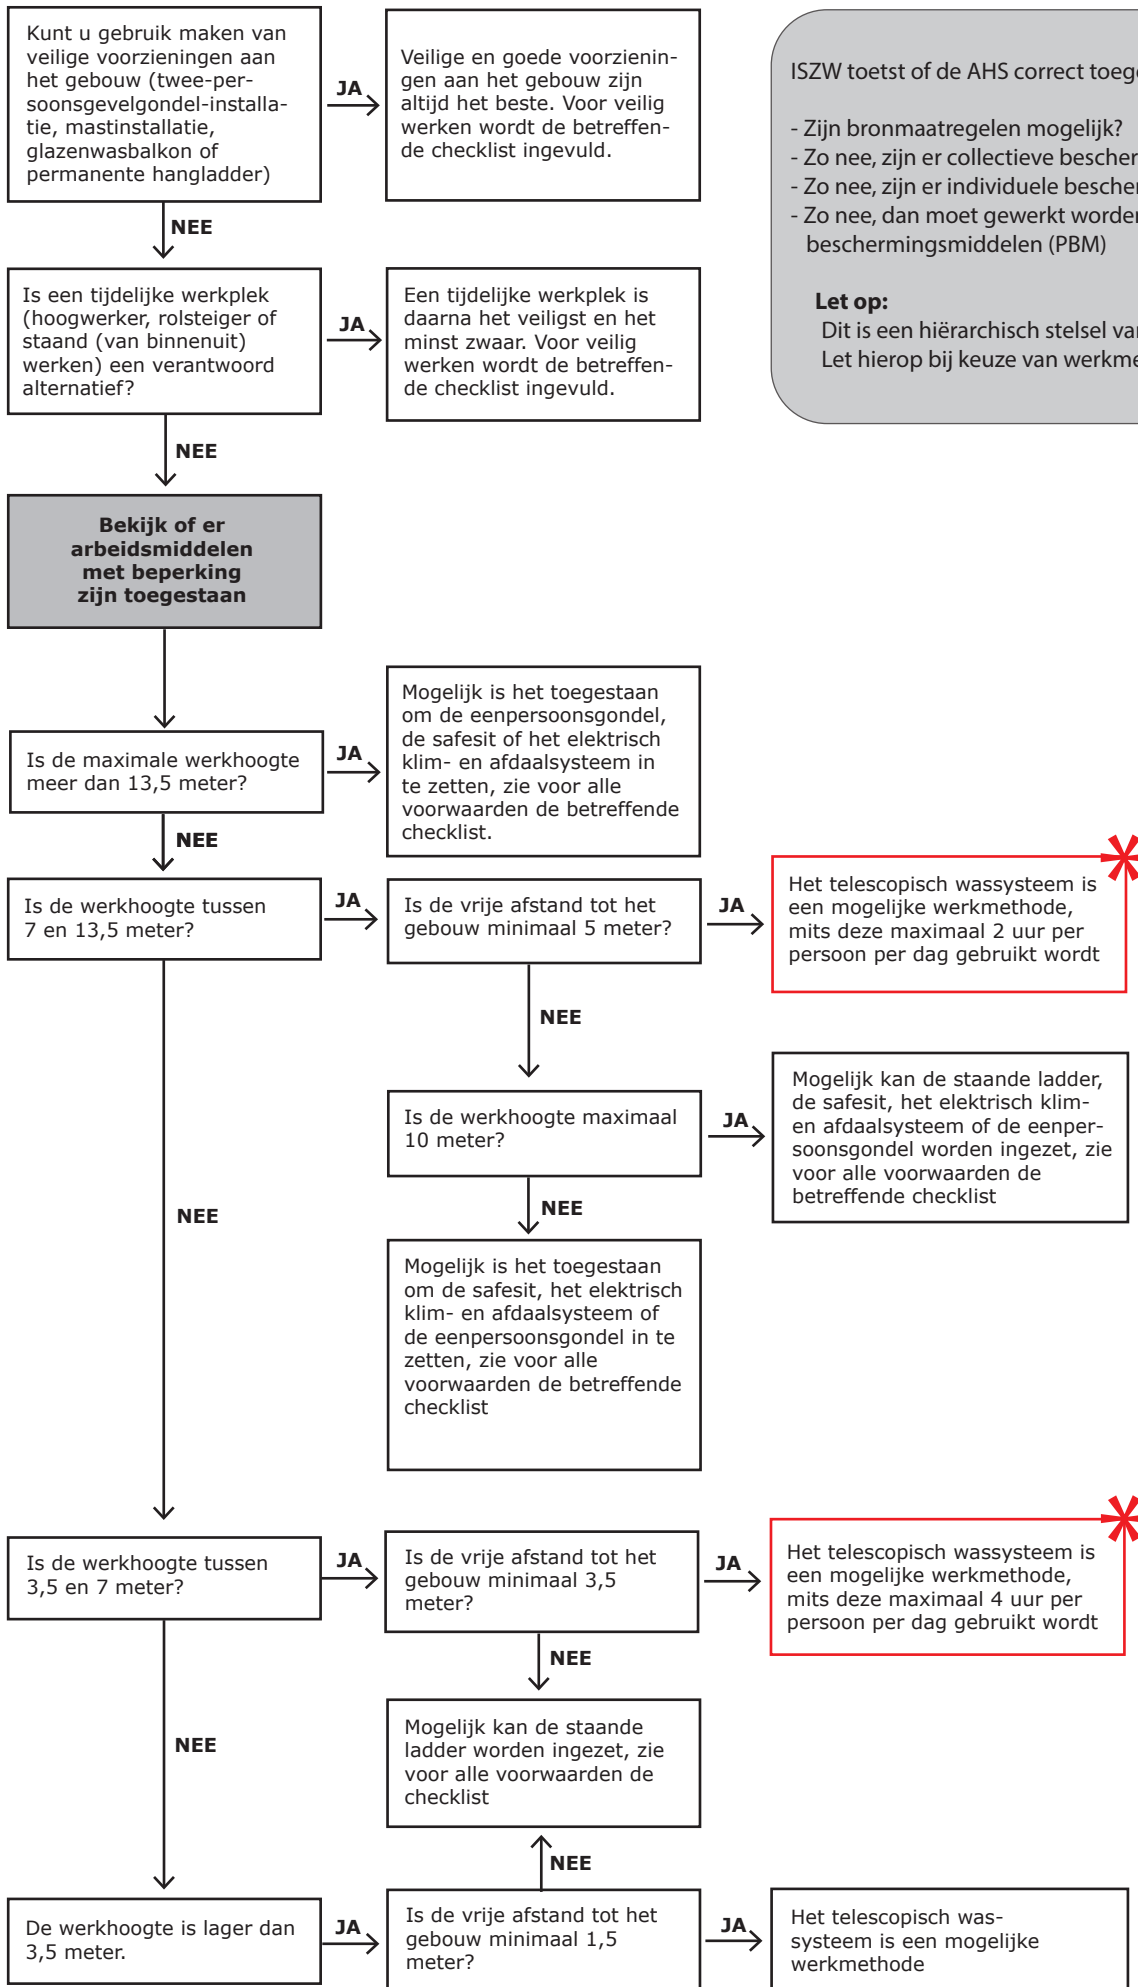 Kunt u gebruik maken van
veilige voorzieningen aan
het gebouw (twee-per-
soonsgevelgondel-installa-
tie, mastinstallatie,
glazenwasbalkon of
permanente hangladder)
JA
Veilige en goede voorzienin-
gen aan het gebouw zijn
altijd het beste. Voor veilig
werken wordt de betreffen-
de checklist ingevuld.
ISZW toetst of de AHS correct
- Zijn bronmaatregelen mogelijk?
- Zo nee, zijn er collectieve
- Zo nee, zijn er individuele
- Zo nee, dan moet gewerkt
beschermingsmiddelen (PBM)
Let op:
Dit is een hiërarchisch stelsel
Let hierop bij keuze van
NEE
Is een tijdelijke werkplek
(hoogwerker, rolsteiger of
staand (van binnenuit)
werken) een verantwoord
alternatief?
JA
Een tijdelijke werkplek is
daarna het veiligst en het
minst zwaar. Voor veilig
werken wordt de betreffen-
de checklist ingevuld.
NEE
Bekijk of er
arbeidsmiddelen
met beperking
zijn toegestaan
Is de maximale werkhoogte
meer dan 13,5 meter?
JA
Mogelijk is het toegestaan
om de eenpersoonsgondel,
de safesit of het elektrisch
klim- en afdaalsysteem in
te zetten, zie voor alle
voorwaarden de betreffende
checklist.
NEE
Is de werkhoogte tussen
7 en 13,5 meter?
JA
Is de vrije afstand tot het
gebouw minimaal 5 meter?
JA
Het telescopisch wassysteem is
een mogelijke werkmethode,
mits deze maximaal 2 uur per
persoon per dag gebruikt wordt
NEE
Is de werkhoogte maximaal
10 meter?
JA
Mogelijk kan de staande ladder,
de safesit, het elektrisch klim-
en afdaalsysteem of de eenper-
soonsgondel worden ingezet, zie
voor alle voorwaarden de
betreffende checklist
NEE
NEE
Mogelijk is het toegestaan
om de safesit, het elektrisch
klim- en afdaalsysteem of
de eenpersoonsgondel in te
zetten, zie voor alle
voorwaarden de betreffende
checklist
Is de werkhoogte tussen
3,5 en 7 meter?
JA
Is de vrije afstand tot het
gebouw minimaal 3,5
meter?
JA
Het telescopisch wassysteem is
een mogelijke werkmethode,
mits deze maximaal 4 uur per
persoon per dag gebruikt wordt
NEE
NEE
Mogelijk kan de staande
ladder worden ingezet, zie
voor alle voorwaarden de
checklist
NEE
De werkhoogte is lager dan
3,5 meter.
JA
Is de vrije afstand tot het
gebouw minimaal 1,5
meter?
JA
Het telescopisch was-
systeem is een mogelijke
werkmethode